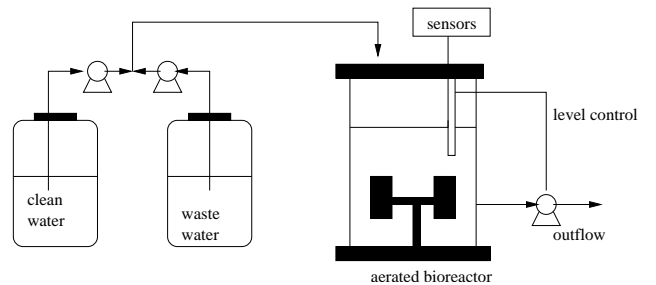 sensors
level control
clean
water
waste
water
outflow
aerated bioreactor